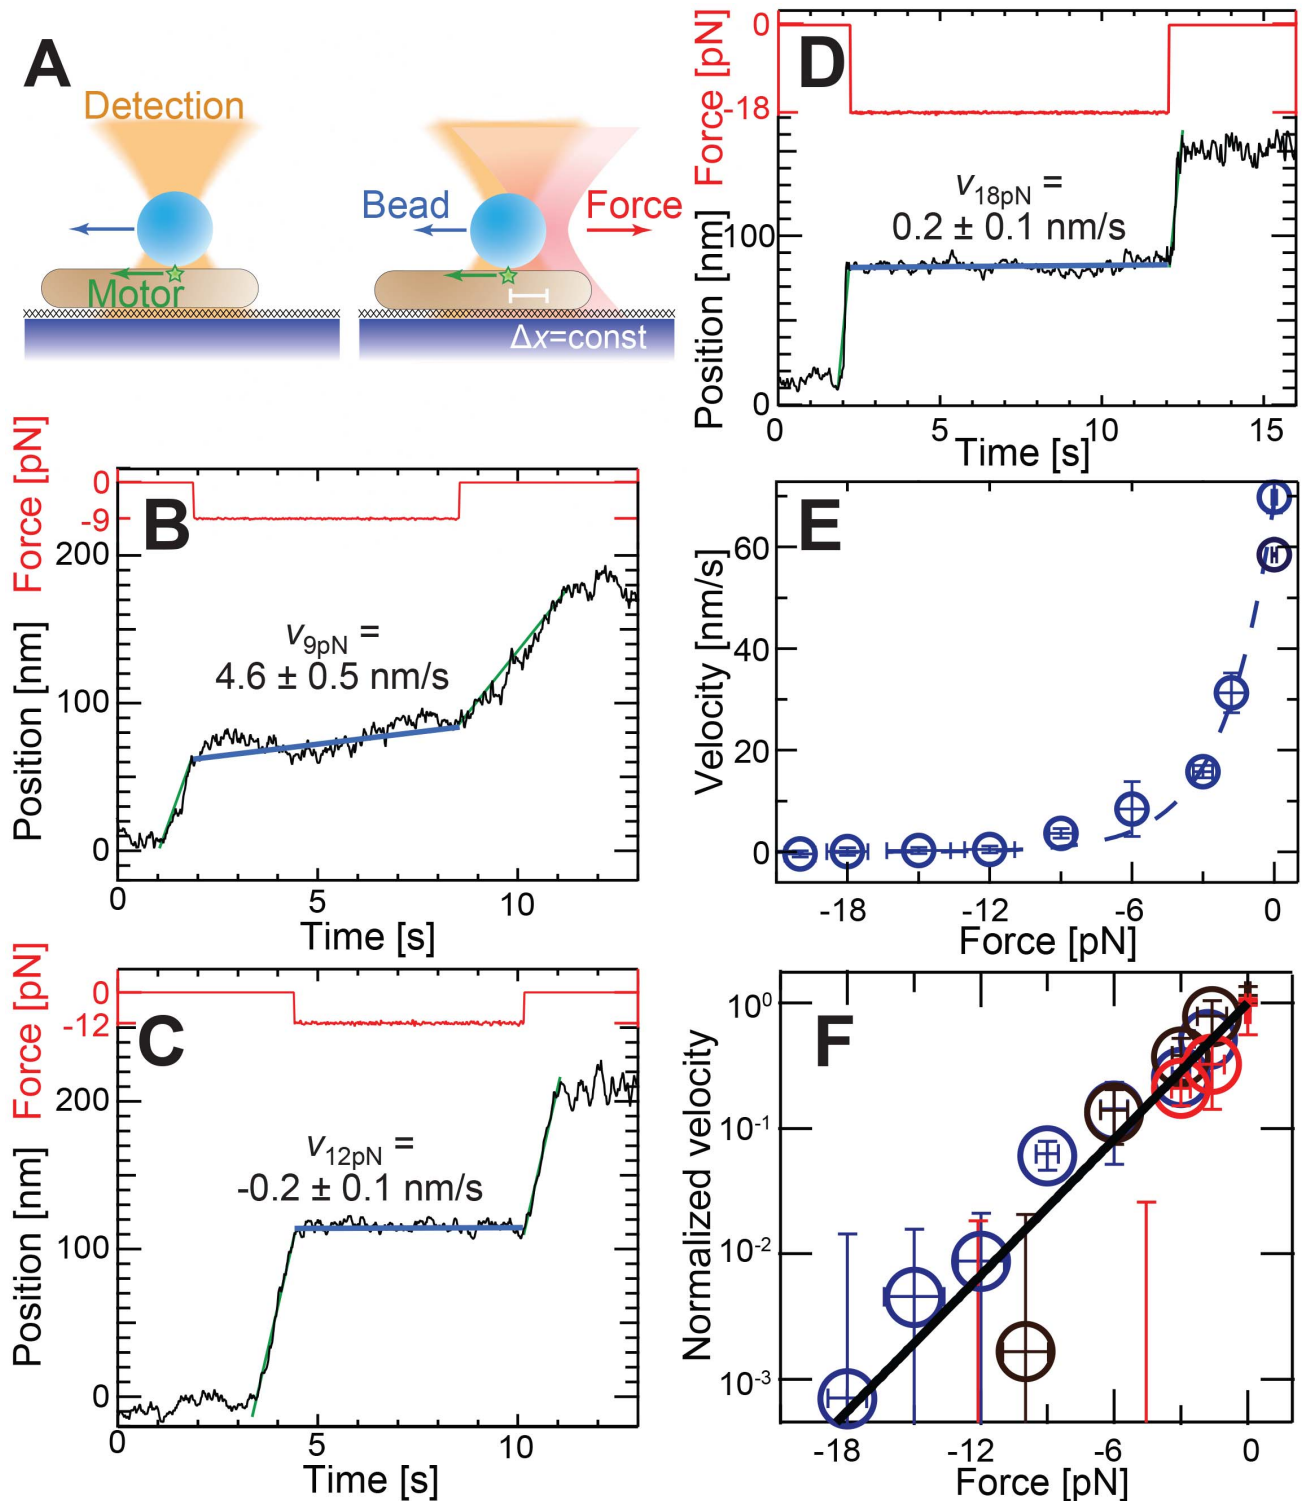 A
Detection
Motor
Bead
Force
Δx=const
B
Force [pN]
0
-9
Position [nm]
200
100
0
v9pN =
4.6 ± 0.5 nm/s
0
5
10
Time [s]
C
Force [pN]
0
-12
Position [nm]
200
100
0
v12pN =
-0.2 ± 0.1 nm/s
0
5
10
Time [s]
D
Force [pN]
0
-18
Position [nm]
100
0
v18pN =
0.2 ± 0.1 nm/s
0
5
10
15
Time [s]
E
Velocity [nm/s]
60
40
20
0
-18
-12
-6
0
Force [pN]
F
Normalized velocity
10⁰
10⁻¹
10⁻²
10⁻³
-18
-12
-6
0
Force [pN]